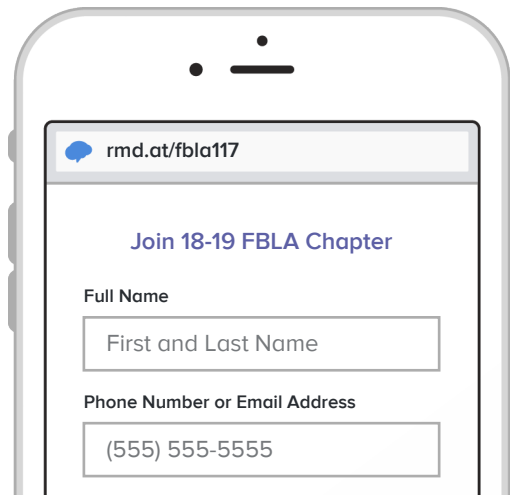 rmd.at/fbla117
Join 18-19 FBLA Chapter
Full Name
First and Last Name
Phone Number or Email Address
(555) 555-5555